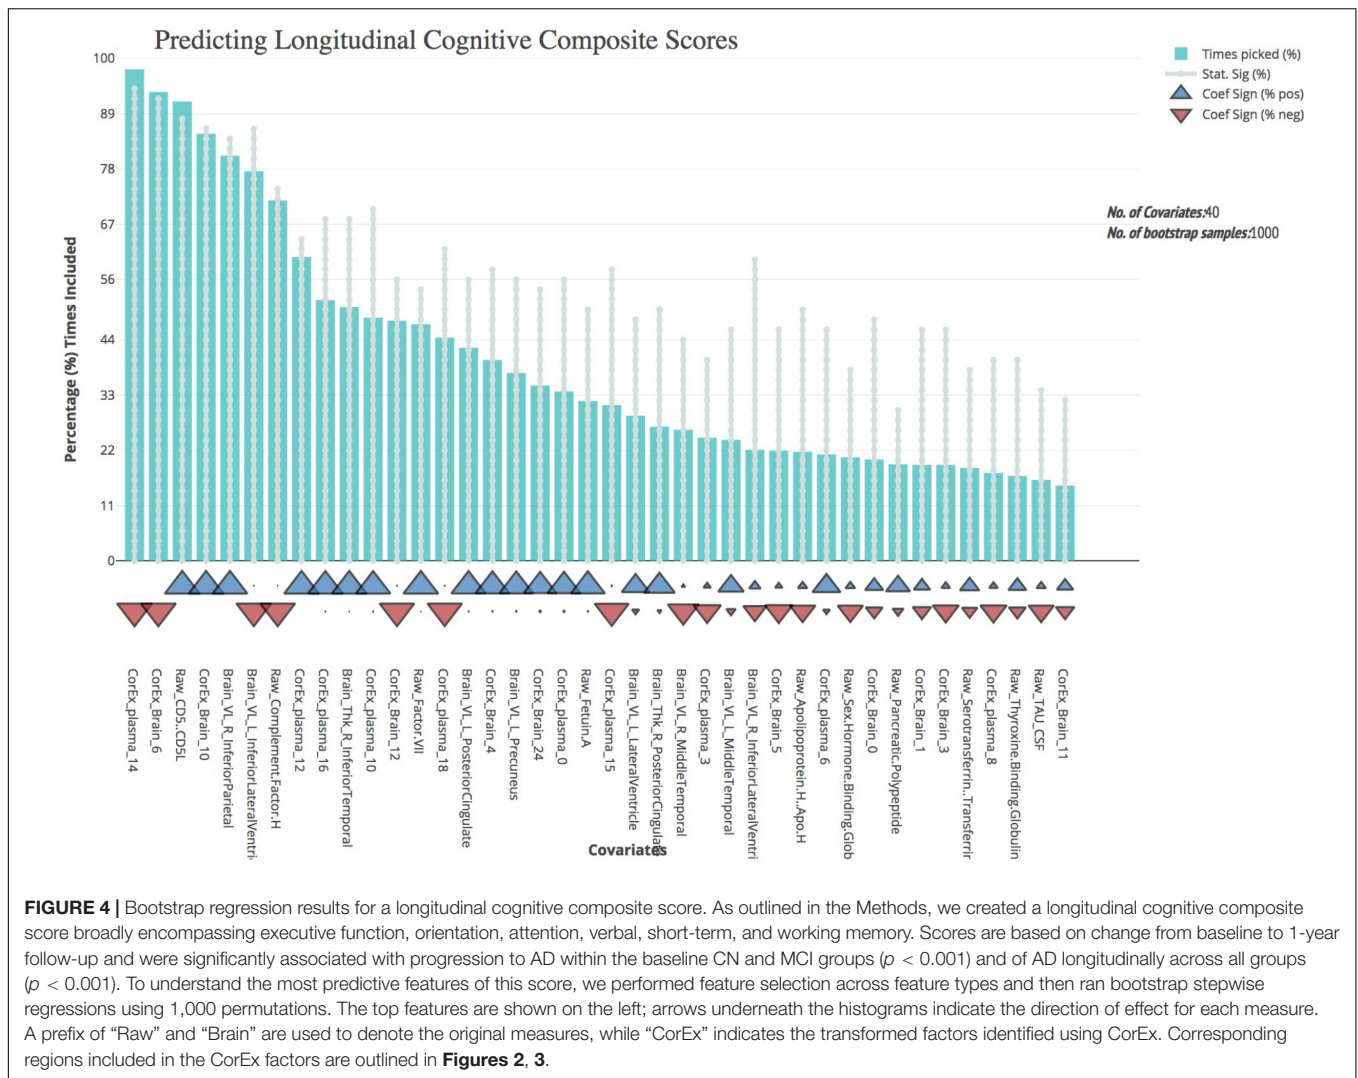 Predicting Longitudinal Cognitive Composite Scores
Times picked (%)
Stat. Sig (%)
Coef Sign (% pos)
Coef Sign (% neg)
No. of Covariates:40
No. of bootstrap samples:1000
Percentage (%) Times Included
100
89
78
67
56
44
33
22
11
0
CorEx_plasma_14
CorEx_Brain_6
Raw_CD5..CD5L
CorEx_Brain_10
Brain_VL_R_InferiorParietal
Brain_VL_L_InferiorLateralVentri
Raw_Complement.Factor.H
CorEx_plasma_12
CorEx_plasma_16
Brain_Thk_R_InferiorTemporal
CorEx_plasma_10
CorEx_Brain_12
Raw_Factor.VII
CorEx_plasma_18
Brain_VL_L_PosteriorCingulate
CorEx_Brain_4
Brain_VL_L_Precuneus
CorEx_Brain_24
CorEx_plasma_0
Raw_Fetuin.A
CorEx_plasma_15
Brain_VL_L_LateralVentricle
Brain_Thk_R_PosteriorCingulate
Brain_VL_R_MiddleTemporal
CorEx_plasma_3
Brain_VL_L_MiddleTemporal
Brain_VL_R_InferiorLateralVentri
CorEx_Brain_5
Raw_Apolipoprotein.H..Apo.H
CorEx_plasma_6
Raw_Sex.Hormone.Binding.Glob
CorEx_Brain_0
Raw_Pancreatic.Polypeptide
CorEx_Brain_1
CorEx_Brain_3
Raw_Serotransferrin..Transferrir
CorEx_plasma_8
Raw_Thyroxine.Binding.Globulin
Raw_TAU_CSF
CorEx_Brain_11
Covariates
FIGURE 4 | Bootstrap regression results for a longitudinal cognitive composite score. As outlined in the Methods, we created a longitudinal cognitive composite
score broadly encompassing executive function, orientation, attention, verbal, short-term, and working memory. Scores are based on change from baseline to 1-year
follow-up and were significantly associated with progression to AD within the baseline CN and MCI groups (p < 0.001) and of AD longitudinally across all groups
(p < 0.001). To understand the most predictive features of this score, we performed feature selection across feature types and then ran bootstrap stepwise
regressions using 1,000 permutations. The top features are shown on the left; arrows underneath the histograms indicate the direction of effect for each measure.
A prefix of “Raw” and “Brain” are used to denote the original measures, while “CorEx” indicates the transformed factors identified using CorEx. Corresponding
regions included in the CorEx factors are outlined in Figures 2, 3.